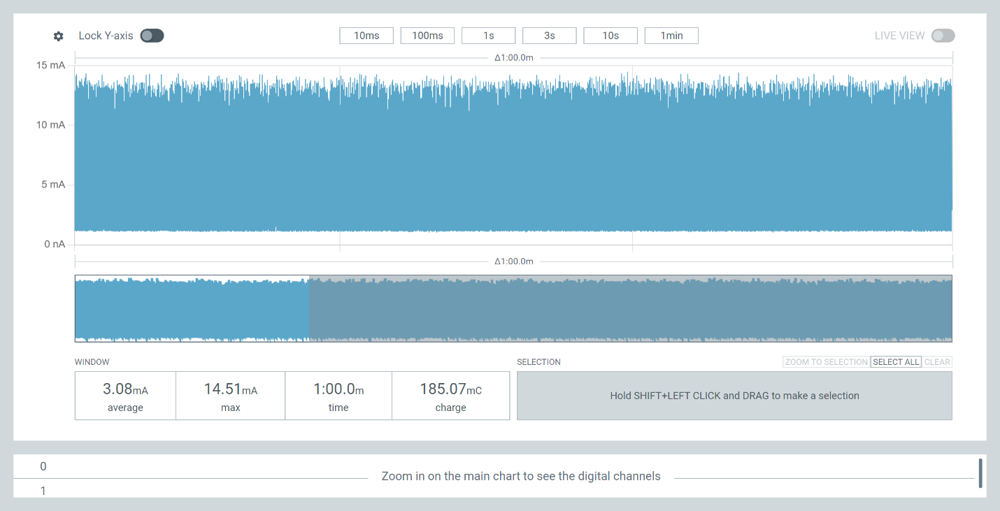 Lock Y-axis 10ms 100ms 1s 3s 10s 1min LIVE VIEW
Δ1:00.0m
15 mA
10 mA
5 mA
0 nA
Δ1:00.0m
WINDOW SELECTION ZOOM TO SELECTION SELECT ALL CLEAR
3.08mA 14.51mA 1:00.0m 185.07mC
average max time charge
Hold SHIFT+LEFT CLICK and DRAG to make a selection
0
Zoom in on the main chart to see the digital channels
1